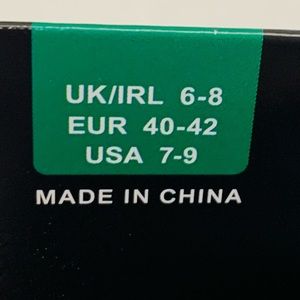 UK/IRL 6-8
EUR 40-42
USA 7-9
MADE IN CHINA